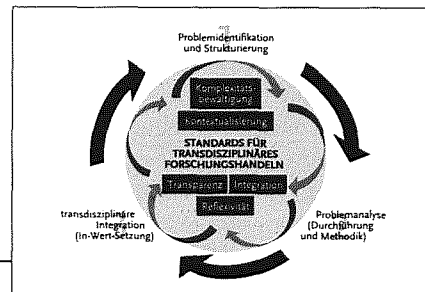 Problemidentifikation
und Strukturierung
Komplexitäts-
bewältigung
Kontextualisierung
STANDARDS FÜR
TRANSDISZIPLINÄRES
FORSCHUNGSHANDELN
Transparenz
Integration
Reflexivität
transdisziplinäre
Integration
(In-Wert-Setzung)
Problemanalyse
(Durchführung
und Methodik)